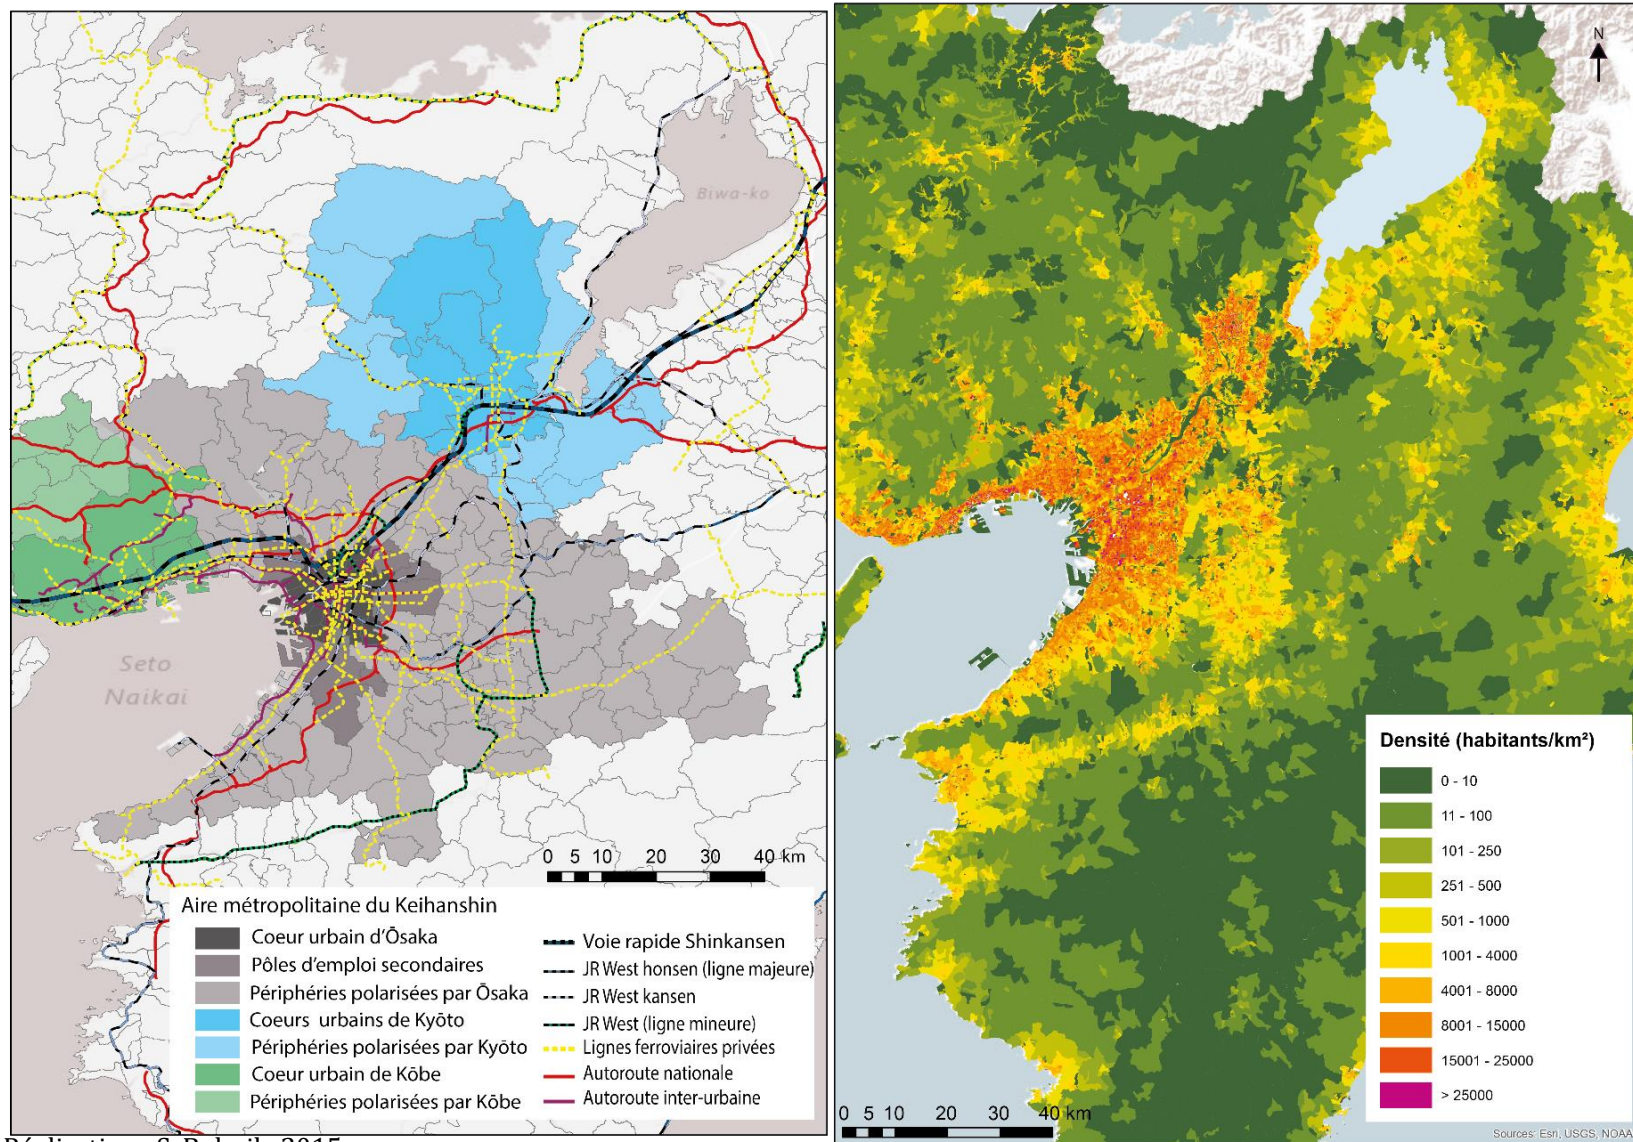 Biwa-ko
Seto
Naikai
0 5 10 20 30 40 km
Aire métropolitaine du Keihanshin
Coeur urbain d'Ōsaka
Pôles d'emploi secondaires
Périphéries polarisées par Ōsaka
Coeurs urbains de Kyōto
Périphéries polarisées par Kyōto
Coeur urbain de Kōbe
Périphéries polarisées par Kōbe
Voie rapide Shinkansen
JR West honsen (ligne majeure)
JR West kansen
JR West (ligne mineure)
Lignes ferroviaires privées
Autoroute nationale
Autoroute inter-urbaine
N
Densité (habitants/km²)
0 - 10
11 - 100
101 - 250
251 - 500
501 - 1000
1001 - 4000
4001 - 8000
8001 - 15000
15001 - 25000
> 25000
0 5 10 20 30 40 km
Sources: Esri, USGS, NOAA